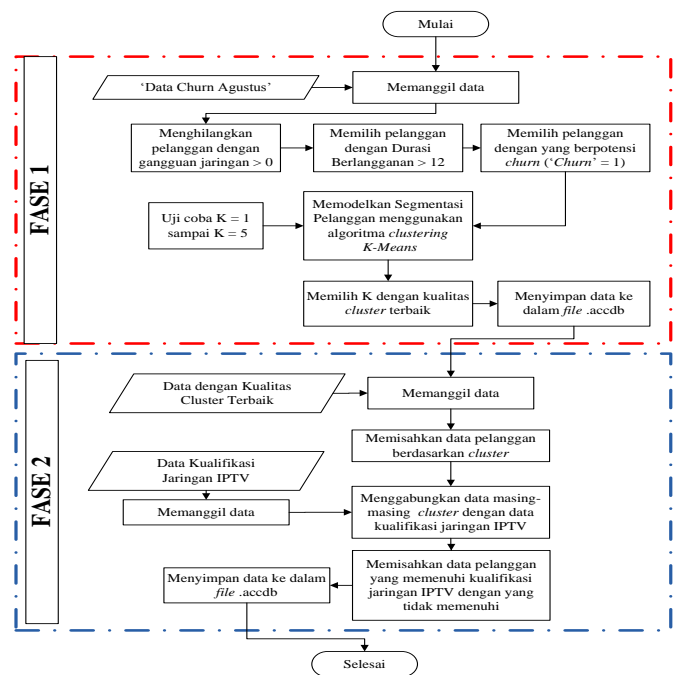 Mulai
FASE 1
‘Data Churn Agustus’
Memanggil data
Menghilangkan
pelanggan dengan
gangguan jaringan > 0
Memilih pelanggan
dengan Durasi
Berlangganan > 12
Memilih pelanggan
dengan yang berpotensi
churn (‘Churn’ = 1)
Uji coba K = 1
sampai K = 5
Memodelkan Segmentasi
Pelanggan menggunakan
algoritma clustering
K-Means
Memilih K dengan kualitas
cluster terbaik
Menyimpan data ke
dalam file .accdb
FASE 2
Data dengan Kualitas
Cluster Terbaik
Memanggil data
Memisahkan data pelanggan
berdasarkan cluster
Data Kualifikasi
Jaringan IPTV
Memanggil data
Menggabungkan data masing-
masing cluster dengan data
kualifikasi jaringan IPTV
Memisahkan data pelanggan
yang memenuhi kualifikasi
jaringan IPTV dengan yang
tidak memenuhi
Menyimpan data ke dalam
file .accdb
Selesai